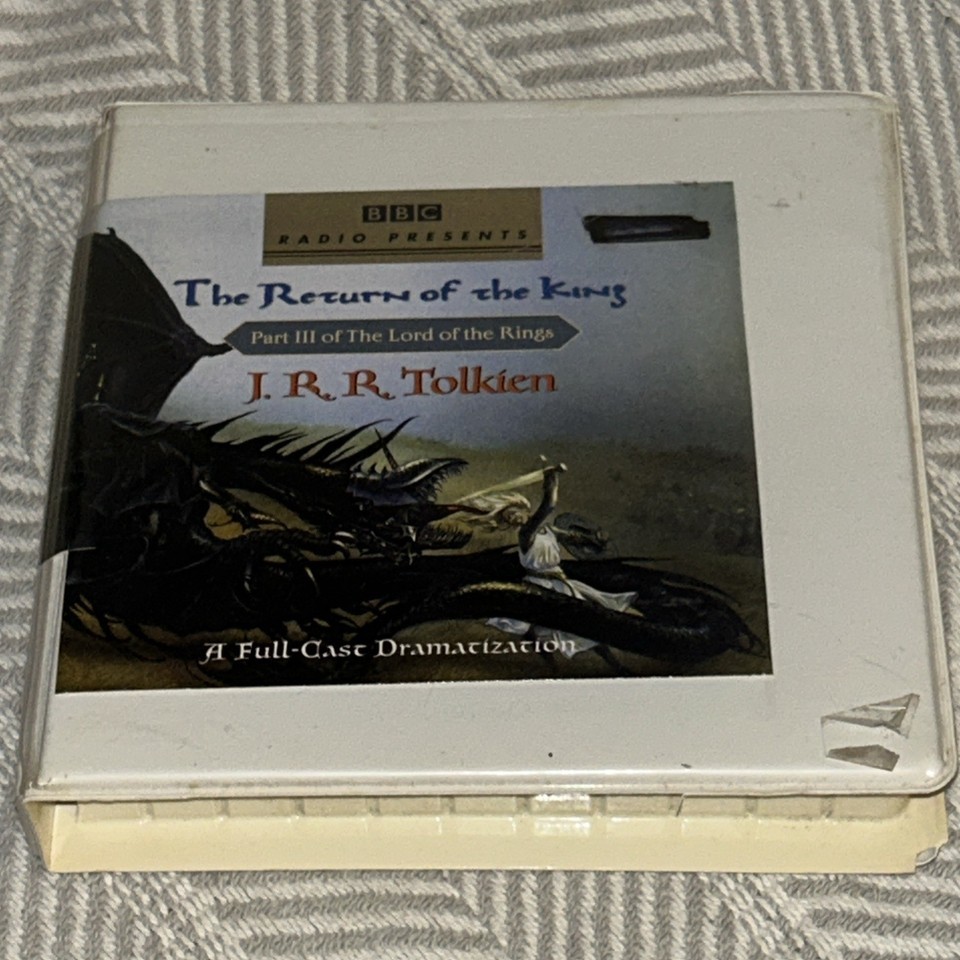 BBC
RADIO PRESENTS
The Return of the King
Part III of The Lord of the Rings
J. R. R. Tolkien
A Full-Cast Dramatization